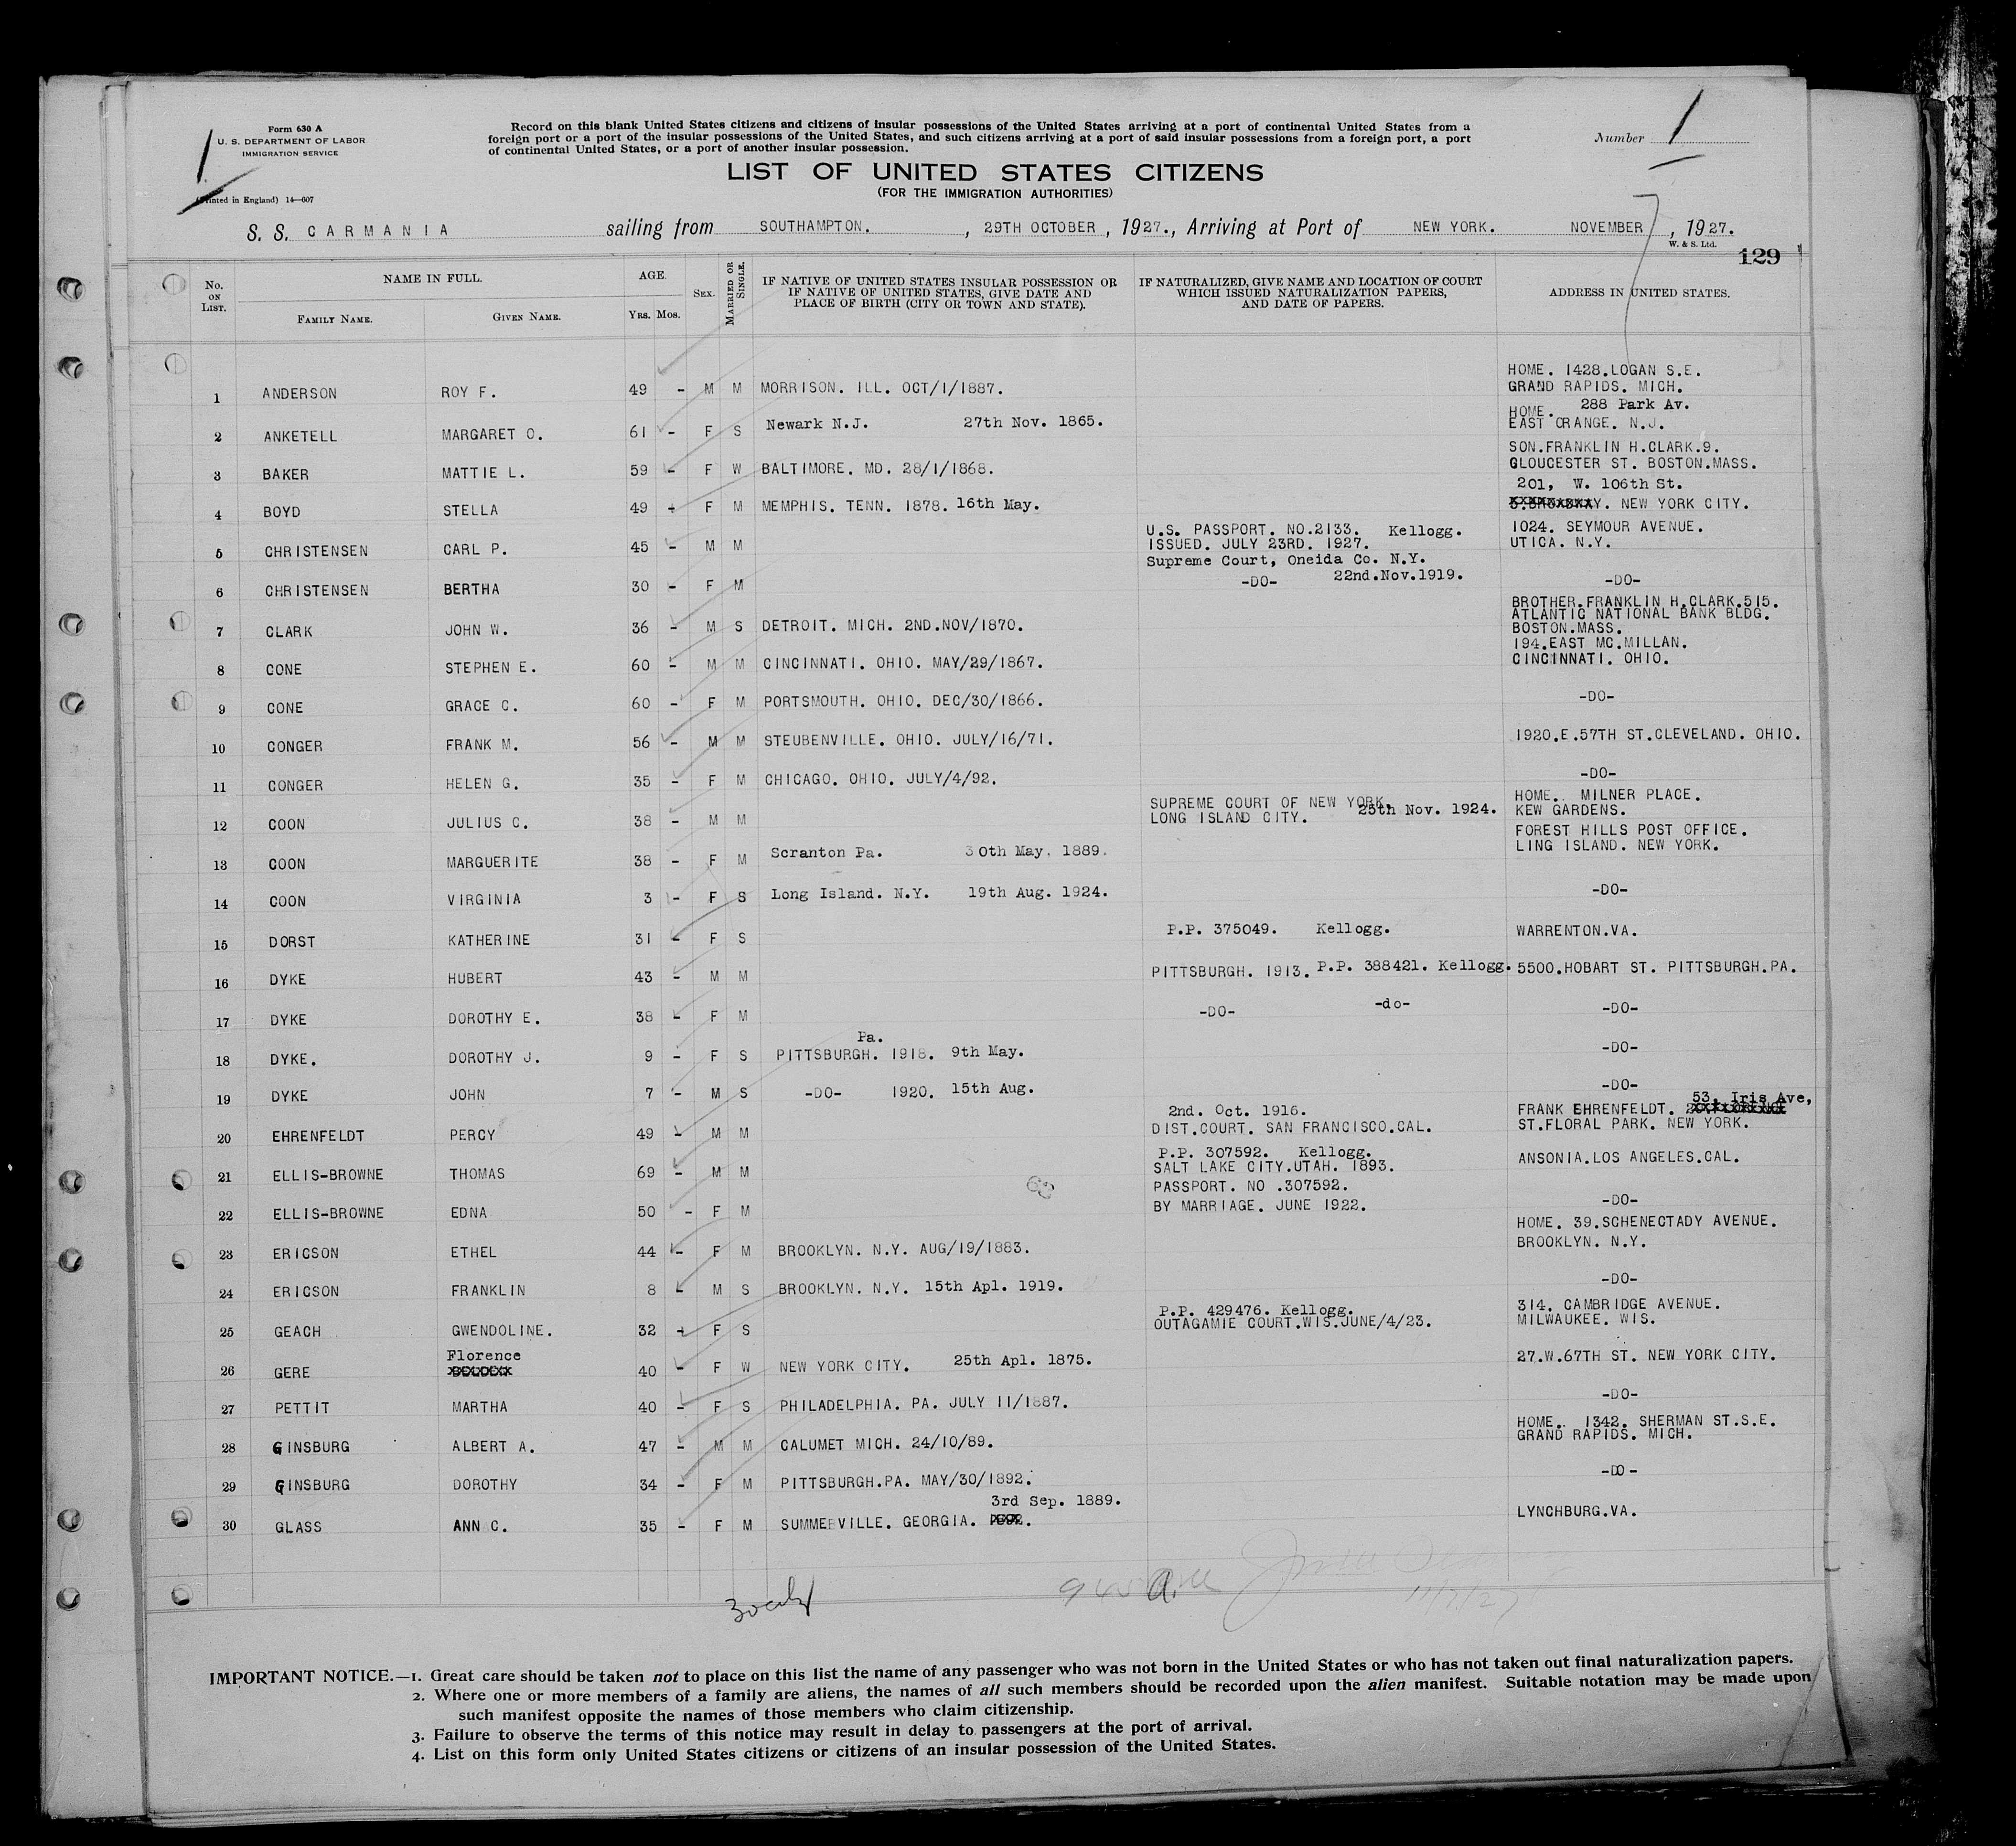 Form 630 A
U. S. DEPARTMENT OF LABOR
IMMIGRATION SERVICE
(Printed in England) 14—607
1
Record on this blank United States citizens and citizens of insular possessions of the United States arriving at a port of continental United States from a
foreign port or a port of the insular possessions of the United States, and such citizens arriving at a port of said insular possessions from a foreign port, a port
of continental United States, or a port of another insular possession.
Number 1
LIST OF UNITED STATES CITIZENS
(FOR THE IMMIGRATION AUTHORITIES)
S. S. CARMANIA sailing from SOUTHAMPTON. , 29TH OCTOBER , 1927., Arriving at Port of NEW YORK. NOVEMBER 7 , 1927.
W. & S. Ltd.
129
No. ON LIST. NAME IN FULL. FAMILY NAME. GIVEN NAME. AGE. YRS. MOS. SEX. MARRIED OR SINGLE. IF NATIVE OF UNITED STATES INSULAR POSSESSION OR IF NATIVE OF UNITED STATES, GIVE DATE AND PLACE OF BIRTH (CITY OR TOWN AND STATE). IF NATURALIZED, GIVE NAME AND LOCATION OF COURT WHICH ISSUED NATURALIZATION PAPERS, AND DATE OF PAPERS. ADDRESS IN UNITED STATES.
1 ANDERSON ROY F. 49 - M M MORRISON. ILL. OCT/1/1887. HOME. 1428.LOGAN S.E. GRAND RAPIDS. MICH.
2 ANKETELL MARGARET O. 61 - F S Newark N.J. 27th Nov. 1865. HOME. 288 Park Av. EAST ORANGE. N.J.
3 BAKER MATTIE L. 59 - F W BALTIMORE. MD. 28/1/1868. SON.FRANKLIN H.CLARK.9. GLOUCESTER ST. BOSTON.MASS.
4 BOYD STELLA 49 - F M MEMPHIS. TENN. 1878. 16th May. 201, W. 106th St. NEW YORK CITY.
5 CHRISTENSEN CARL P. 45 - M M U.S. PASSPORT. NO.2133. Kellogg. ISSUED. JULY 23RD. 1927. Supreme Court, Oneida Co. N.Y. 1024. SEYMOUR AVENUE. UTICA. N.Y.
6 CHRISTENSEN BERTHA 30 - F M -DO- 22nd.Nov.1919. -DO-
7 CLARK JOHN W. 36 - M S DETROIT. MICH. 2ND.NOV/1870. BROTHER.FRANKLIN H.CLARK.515. ATLANTIC NATIONAL BANK BLDG. BOSTON.MASS.
8 CONE STEPHEN E. 60 - M M CINCINNATI. OHIO. MAY/29/1867. 194.EAST MC.MILLAN. CINCINNATI. OHIO.
9 CONE GRACE C. 60 - F M PORTSMOUTH. OHIO. DEC/30/1866. -DO-
10 CONGER FRANK M. 56 - M M STEUBENVILLE. OHIO. JULY/16/71. 1920.E.57TH ST.CLEVELAND. OHIO.
11 CONGER HELEN G. 35 - F M CHICAGO. OHIO. JULY/4/92. -DO-
12 COON JULIUS C. 38 - M M SUPREME COURT OF NEW YORK. LONG ISLAND CITY. 25th Nov. 1924. HOME. MILNER PLACE. KEW GARDENS.
13 COON MARGUERITE 38 - F M Scranton Pa. 30th May. 1889. FOREST HILLS POST OFFICE. LING ISLAND. NEW YORK.
14 COON VIRGINIA 3 - F S Long Island. N.Y. 19th Aug. 1924. -DO-
15 DORST KATHERINE 31 - F S P.P. 375049. Kellogg. WARRENTON.VA.
16 DYKE HUBERT 43 - M M PITTSBURGH. 1913. P.P. 388421. Kellogg. 5500.HOBART ST. PITTSBURGH.PA.
17 DYKE DOROTHY E. 38 - F M -DO- -do- -DO-
18 DYKE. DOROTHY J. 9 - F S PITTSBURGH. Pa. 1918. 9th May. -DO-
19 DYKE JOHN 7 - M S -DO- 1920. 15th Aug. -DO-
20 EHRENFELDT PERCY 49 - M M 2nd. Oct. 1916. DIST.COURT. SAN FRANCISCO.CAL. FRANK EHRENFELDT. 53, Iris Ave, ST.FLORAL PARK. NEW YORK.
21 ELLIS-BROWNE THOMAS 69 - M M P.P. 307592. Kellogg. SALT LAKE CITY.UTAH. 1893. PASSPORT. NO .307592. ANSONIA.LOS ANGELES.CAL.
22 ELLIS-BROWNE EDNA 50 - F M BY MARRIAGE. JUNE 1922. -DO-
23 ERICSON ETHEL 44 - F M BROOKLYN. N.Y. AUG/19/1883. HOME. 39.SCHENECTADY AVENUE. BROOKLYN. N.Y.
24 ERICSON FRANKLIN 8 - M S BROOKLYN. N.Y. 15th Apl. 1919. -DO-
25 GEACH GWENDOLINE. 32 - F S P.P. 429476. Kellogg. OUTAGAMIE COURT.WIS.JUNE/4/23. 314. CAMBRIDGE AVENUE. MILWAUKEE. WIS.
26 GERE Florence 40 - F W NEW YORK CITY. 25th Apl. 1875. 27.W.67TH ST. NEW YORK CITY.
27 PETTIT MARTHA 40 - F S PHILADELPHIA. PA. JULY 11/1887. -DO-
28 GINSBURG ALBERT A. 47 - M M CALUMET MICH. 24/10/89. HOME. 1342. SHERMAN ST.S.E. GRAND RAPIDS. MICH.
29 GINSBURG DOROTHY 34 - F M PITTSBURGH.PA. MAY/30/1892. -DO-
30 GLASS ANN C. 35 - F M SUMMERVILLE. GEORGIA. 3rd Sep. 1889. LYNCHBURG.VA.
11/7/27
IMPORTANT NOTICE.—1. Great care should be taken not to place on this list the name of any passenger who was not born in the United States or who has not taken out final naturalization papers.
2. Where one or more members of a family are aliens, the names of all such members should be recorded upon the alien manifest. Suitable notation may be made upon
such manifest opposite the names of those members who claim citizenship.
3. Failure to observe the terms of this notice may result in delay to passengers at the port of arrival.
4. List on this form only United States citizens or citizens of an insular possession of the United States.